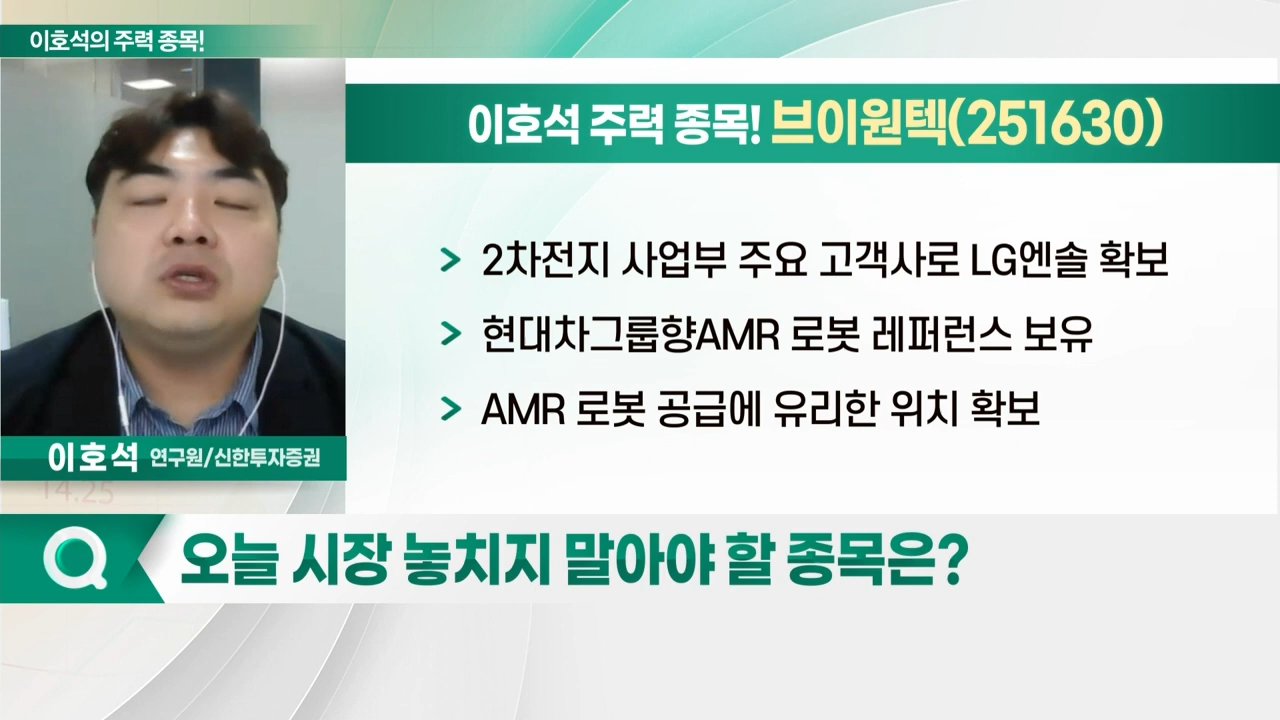 이호석의 주력 종목!
이호석 주력 종목! 브이원텍(251630)
> 2차전지 사업부 주요 고객사로 LG엔솔 확보
> 현대차그룹향AMR 로봇 레퍼런스 보유
> AMR 로봇 공급에 유리한 위치 확보
이호석 연구원/신한투자증권
14.25
Q 오늘 시장 놓치지 말아야 할 종목은?